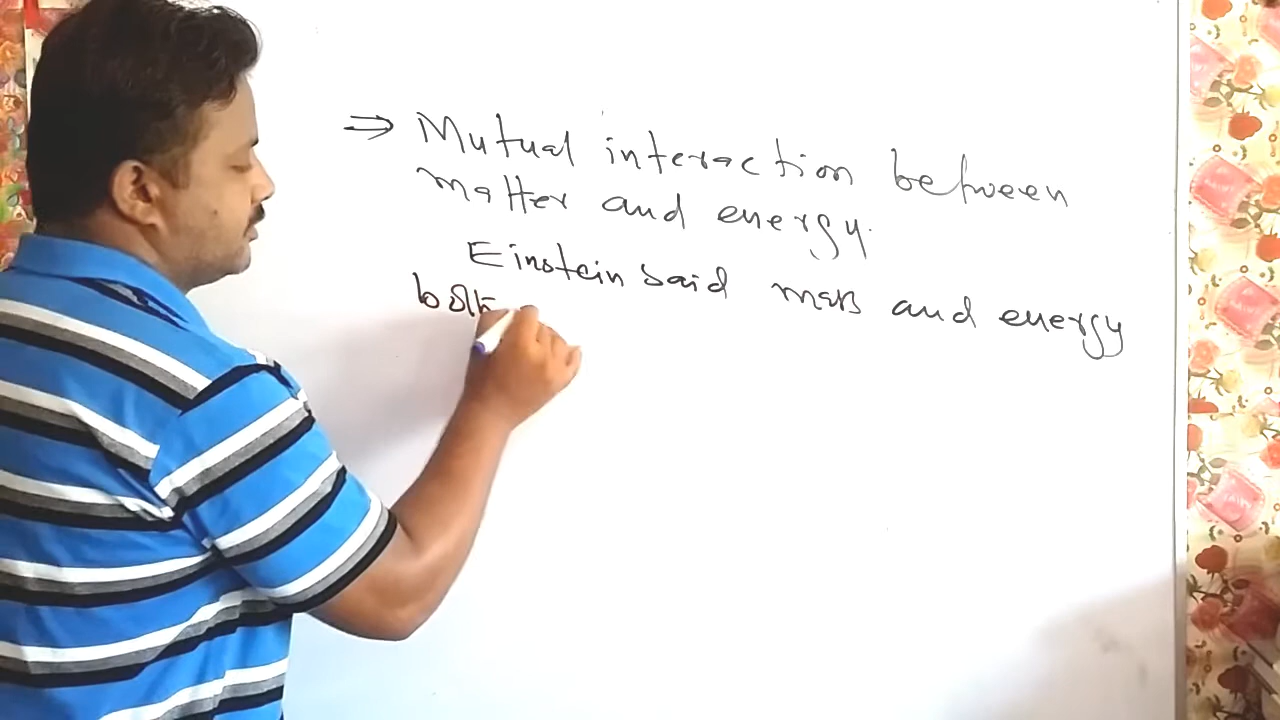 ⇒ Mutual interaction between
matter and energy.
Einstein said mass and energy
both